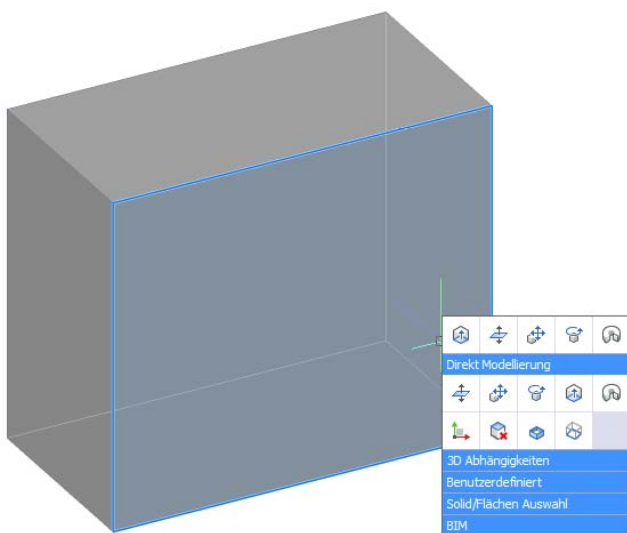 Direkt Modellierung
3D Abhängigkeiten
Benutzerdefiniert
Solid/Flächen Auswahl
BIM